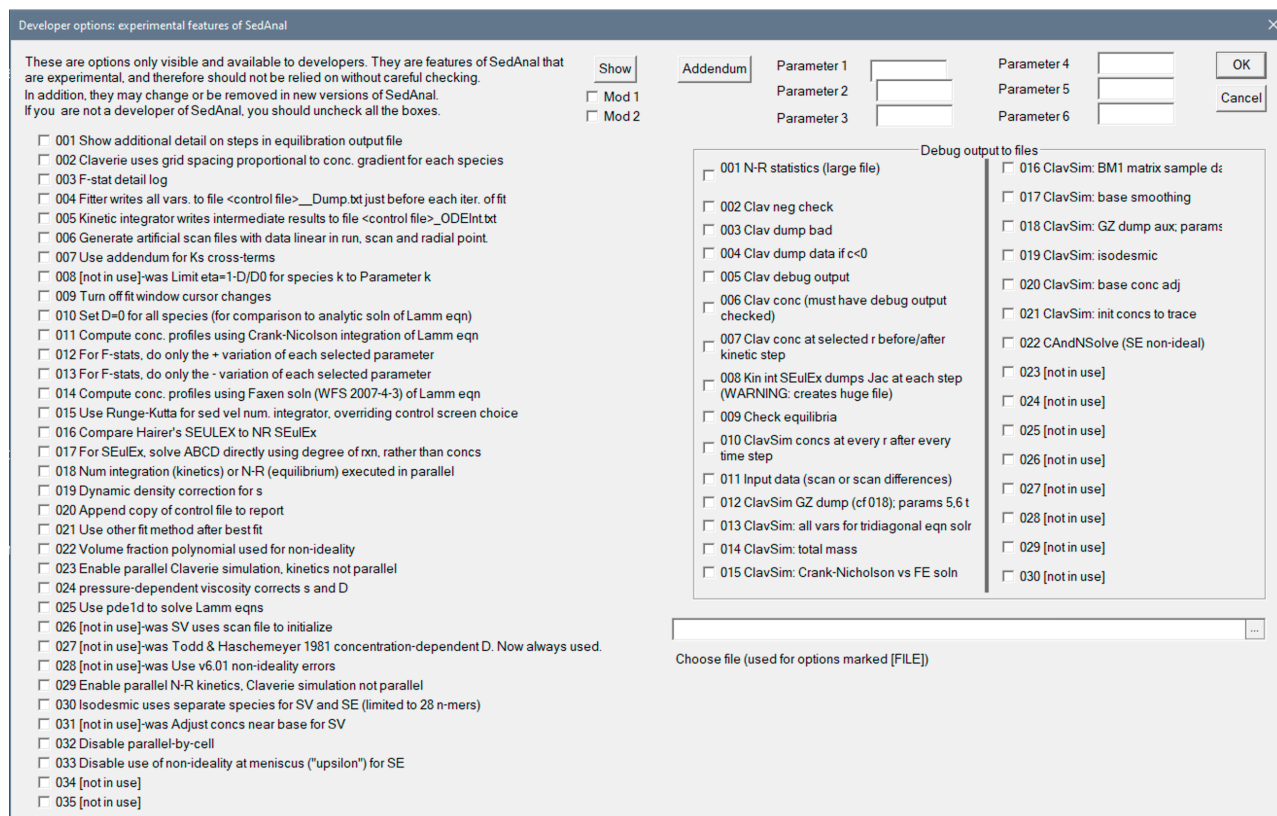 Developer options: experimental features of SedAnal
These are options only visible and available to developers. They are features of SedAnal that
are experimental, and therefore should not be relied on without careful checking.
In addition, they may change or be removed in new versions of SedAnal.
If you are not a developer of SedAnal, you should uncheck all the boxes.
Show
Mod 1
Mod 2
Addendum
Parameter 1
Parameter 2
Parameter 3
Parameter 4
Parameter 5
Parameter 6
OK
Cancel
001 Show additional detail on steps in equilibration output file
002 Claverie uses grid spacing proportional to conc. gradient for each species
003 F-stat detail log
004 Fitter writes all vars. to file <control file>__Dump.txt just before each iter. of fit
005 Kinetic integrator writes intermediate results to file <control file>_ODEInt.txt
006 Generate artificial scan files with data linear in run, scan and radial point.
007 Use addendum for Ks cross-terms
008 [not in use]-was Limit eta=1-D/D0 for species k to Parameter k
009 Turn off fit window cursor changes
010 Set D=0 for all species (for comparison to analytic soln of Lamm eqn)
011 Compute conc. profiles using Crank-Nicolson integration of Lamm eqn
012 For F-stats, do only the + variation of each selected parameter
013 For F-stats, do only the - variation of each selected parameter
014 Compute conc. profiles using Faxen soln (WFS 2007-4-3) of Lamm eqn
015 Use Runge-Kutta for sed vel num. integrator, overriding control screen choice
016 Compare Hairer's SEULEX to NR SEulEx
017 For SEulEx, solve ABCD directly using degree of rxn, rather than concs
018 Num integration (kinetics) or N-R (equilibrium) executed in parallel
019 Dynamic density correction for s
020 Append copy of control file to report
021 Use other fit method after best fit
022 Volume fraction polynomial used for non-ideality
023 Enable parallel Claverie simulation, kinetics not parallel
024 pressure-dependent viscosity corrects s and D
025 Use pde1d to solve Lamm eqns
026 [not in use]-was SV uses scan file to initialize
027 [not in use]-was Todd & Haschemeyer 1981 concentration-dependent D. Now always used.
028 [not in use]-was Use v6.01 non-ideality errors
029 Enable parallel N-R kinetics, Claverie simulation not parallel
030 Isodesmic uses separate species for SV and SE (limited to 28 n-mers)
031 [not in use]-was Adjust concs near base for SV
032 Disable parallel-by-cell
033 Disable use of non-ideality at meniscus ("upsilon") for SE
034 [not in use]
035 [not in use]
Debug output to files
001 N-R statistics (large file)
002 Clav neg check
003 Clav dump bad
004 Clav dump data if c<0
005 Clav debug output
006 Clav conc (must have debug output
checked)
007 Clav conc at selected r before/after
kinetic step
008 Kin int SEulEx dumps Jac at each step
(WARNING: creates huge file)
009 Check equilibria
010 ClavSim concs at every r after every
time step
011 Input data (scan or scan differences)
012 ClavSim GZ dump (cf 018); params 5,6 t
013 ClavSim: all vars for tridiagonal eqn solr
014 ClavSim: total mass
015 ClavSim: Crank-Nicholson vs FE soln
016 ClavSim: BM1 matrix sample da
017 ClavSim: base smoothing
018 ClavSim: GZ dump aux; params
019 ClavSim: isodesmic
020 ClavSim: base conc adj
021 ClavSim: init concs to trace
022 CAndNSolve (SE non-ideal)
023 [not in use]
024 [not in use]
025 [not in use]
026 [not in use]
027 [not in use]
028 [not in use]
029 [not in use]
030 [not in use]
...
Choose file (used for options marked [FILE])